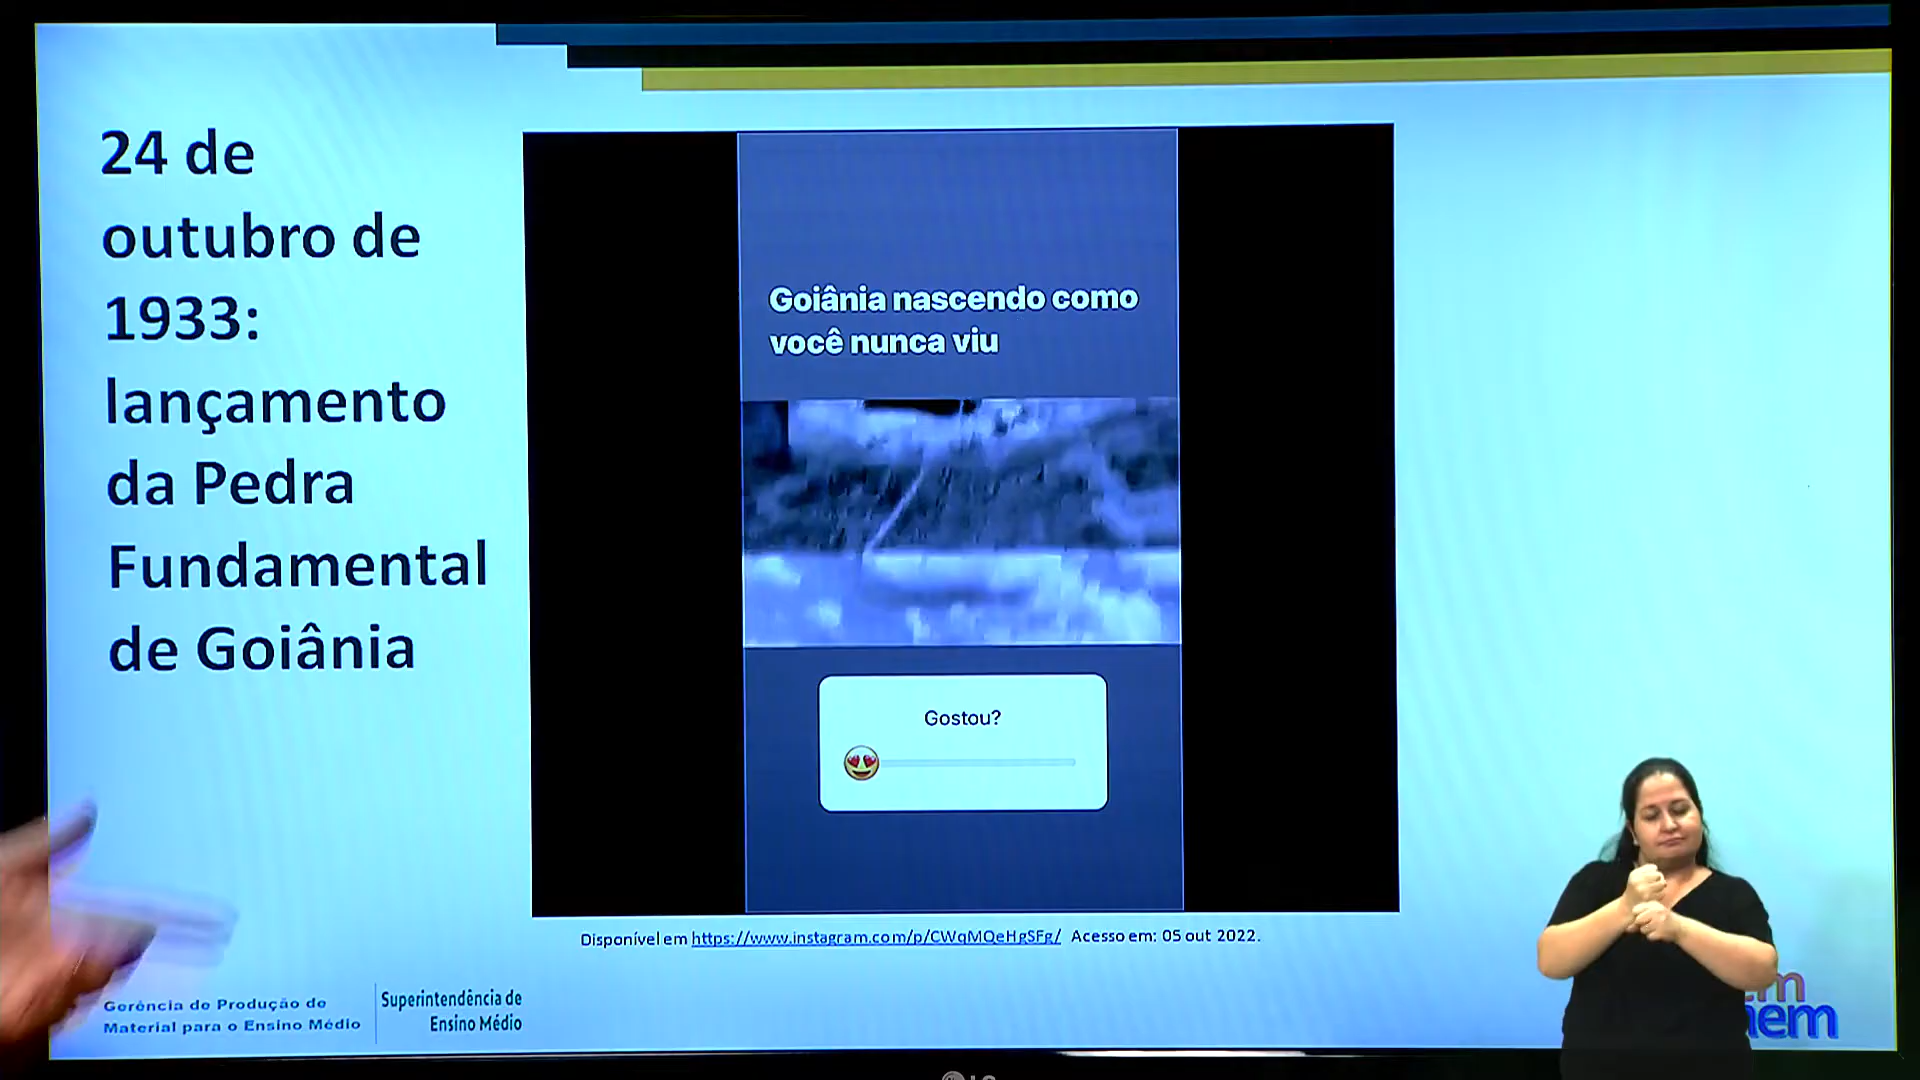 24 de
outubro de
1933:
lançamento
da Pedra
Fundamental
de Goiânia
Goiânia nascendo como
você nunca viu
Gostou?
Disponível em https://www.instagram.com/p/CWqMQeHgSFg/ Acesso em: 05 out 2022.
Gerência de Produção de
Material para o Ensino Médio
Superintendência de
Ensino Médio